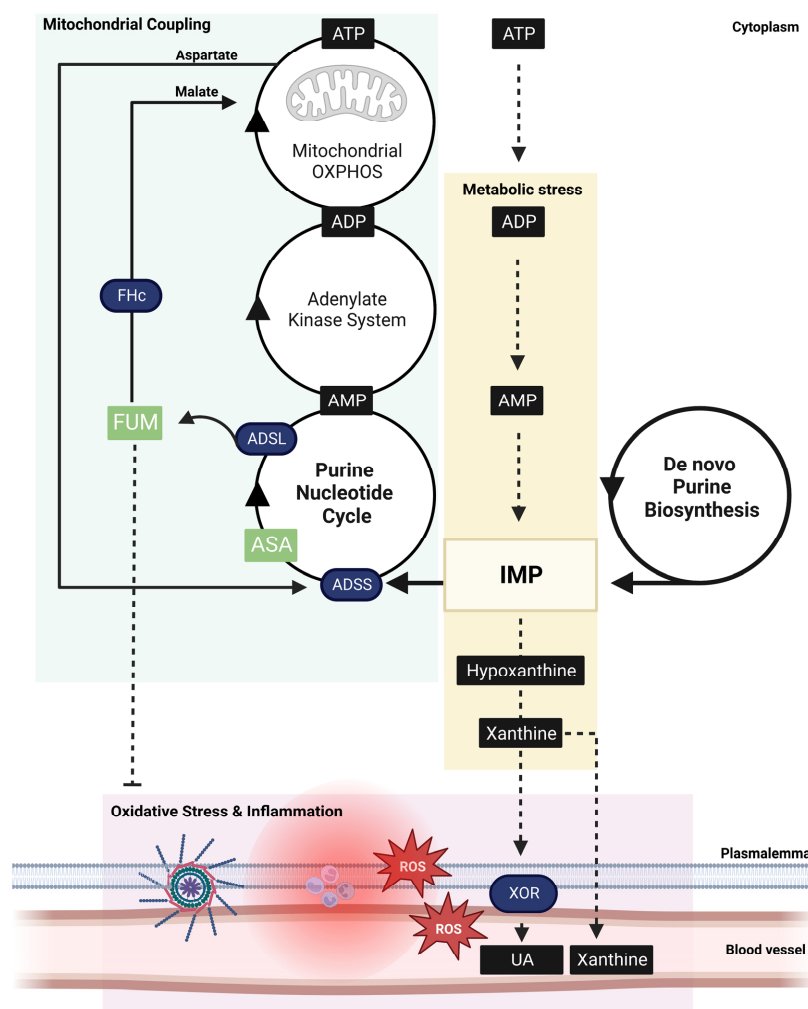 Mitochondrial Coupling
ATP
ATP
Cytoplasm
Aspartate
Malate
Mitochondrial
OXPHOS
Metabolic stress
ADP
ADP
FHc
Adenylate
Kinase System
AMP
AMP
FUM
ADSL
Purine
Nucleotide
Cycle
De novo
Purine
Biosynthesis
ASA
ADSS
IMP
Hypoxanthine
Xanthine
Oxidative Stress & Inflammation
Plasmalemma
ROS
XOR
ROS
Blood vessel
UA
Xanthine